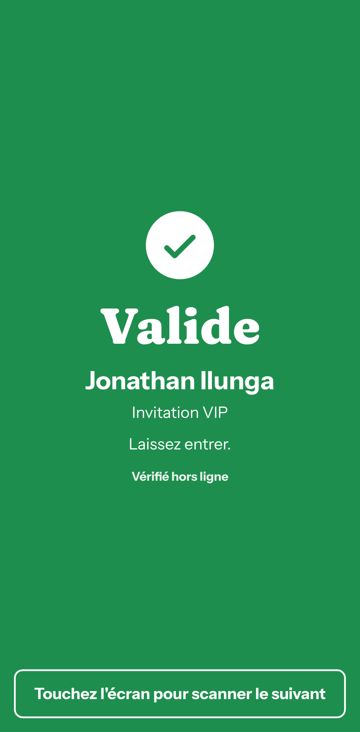 Valide
Jonathan Ilunga
Invitation VIP
Laissez entrer.
Vérifié hors ligne
Touchez l'écran pour scanner le suivant